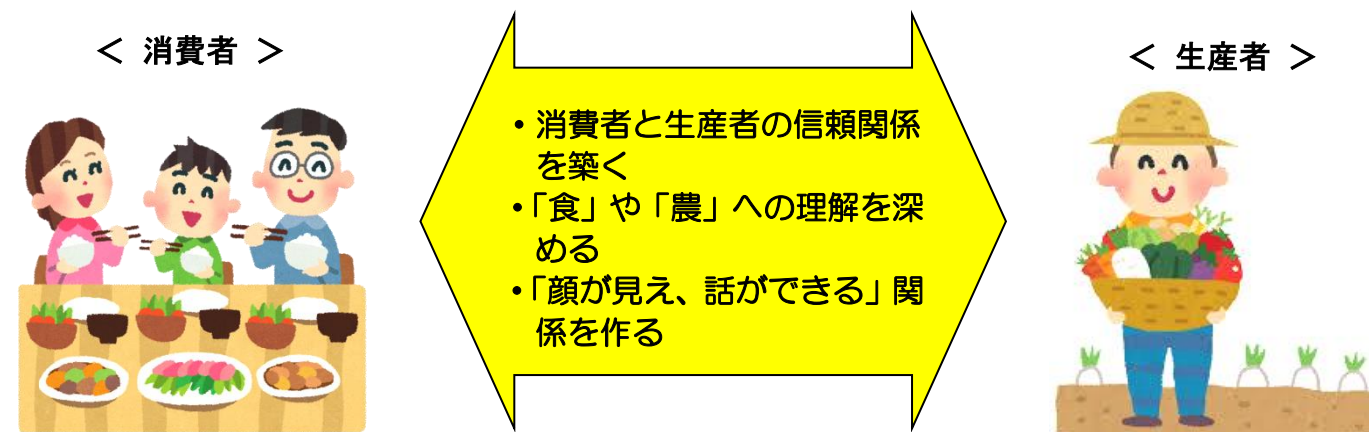 ＜ 消費者 ＞
＜ 生産者 ＞
・消費者と生産者の信頼関係
を築く
・「食」や「農」への理解を深
める
・「顔が見え、話ができる」関
係を作る